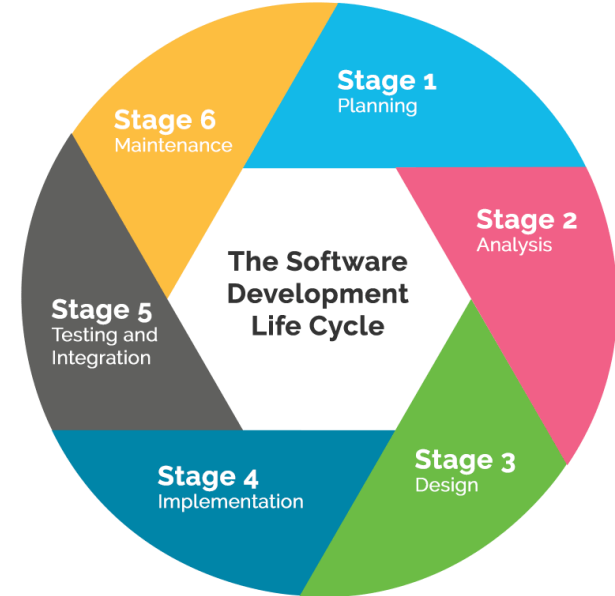 Stage 1
Planning
Stage 2
Analysis
Stage 3
Design
Stage 4
Implementation
Stage 5
Testing and
Integration
Stage 6
Maintenance
The Software
Development
Life Cycle